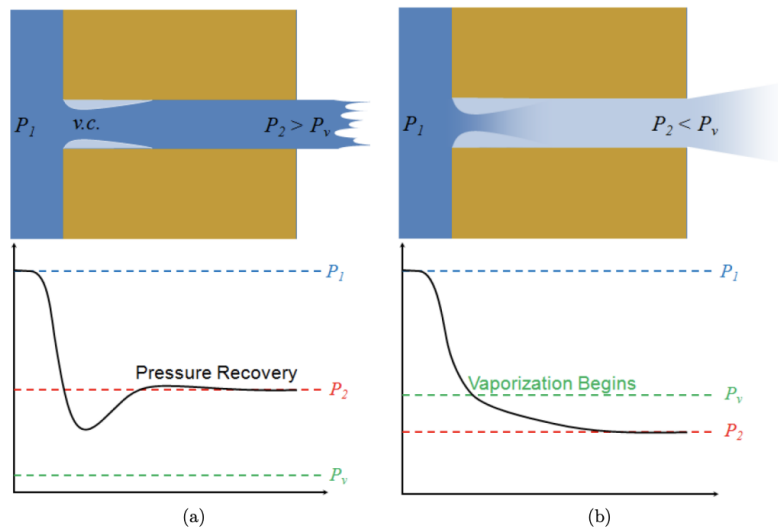 P1 v.c. P2 > Pv
P1 P2 < Pv
P1
Pressure Recovery
P2
Pv
P1
Vaporization Begins
Pv
P2
(a)
(b)